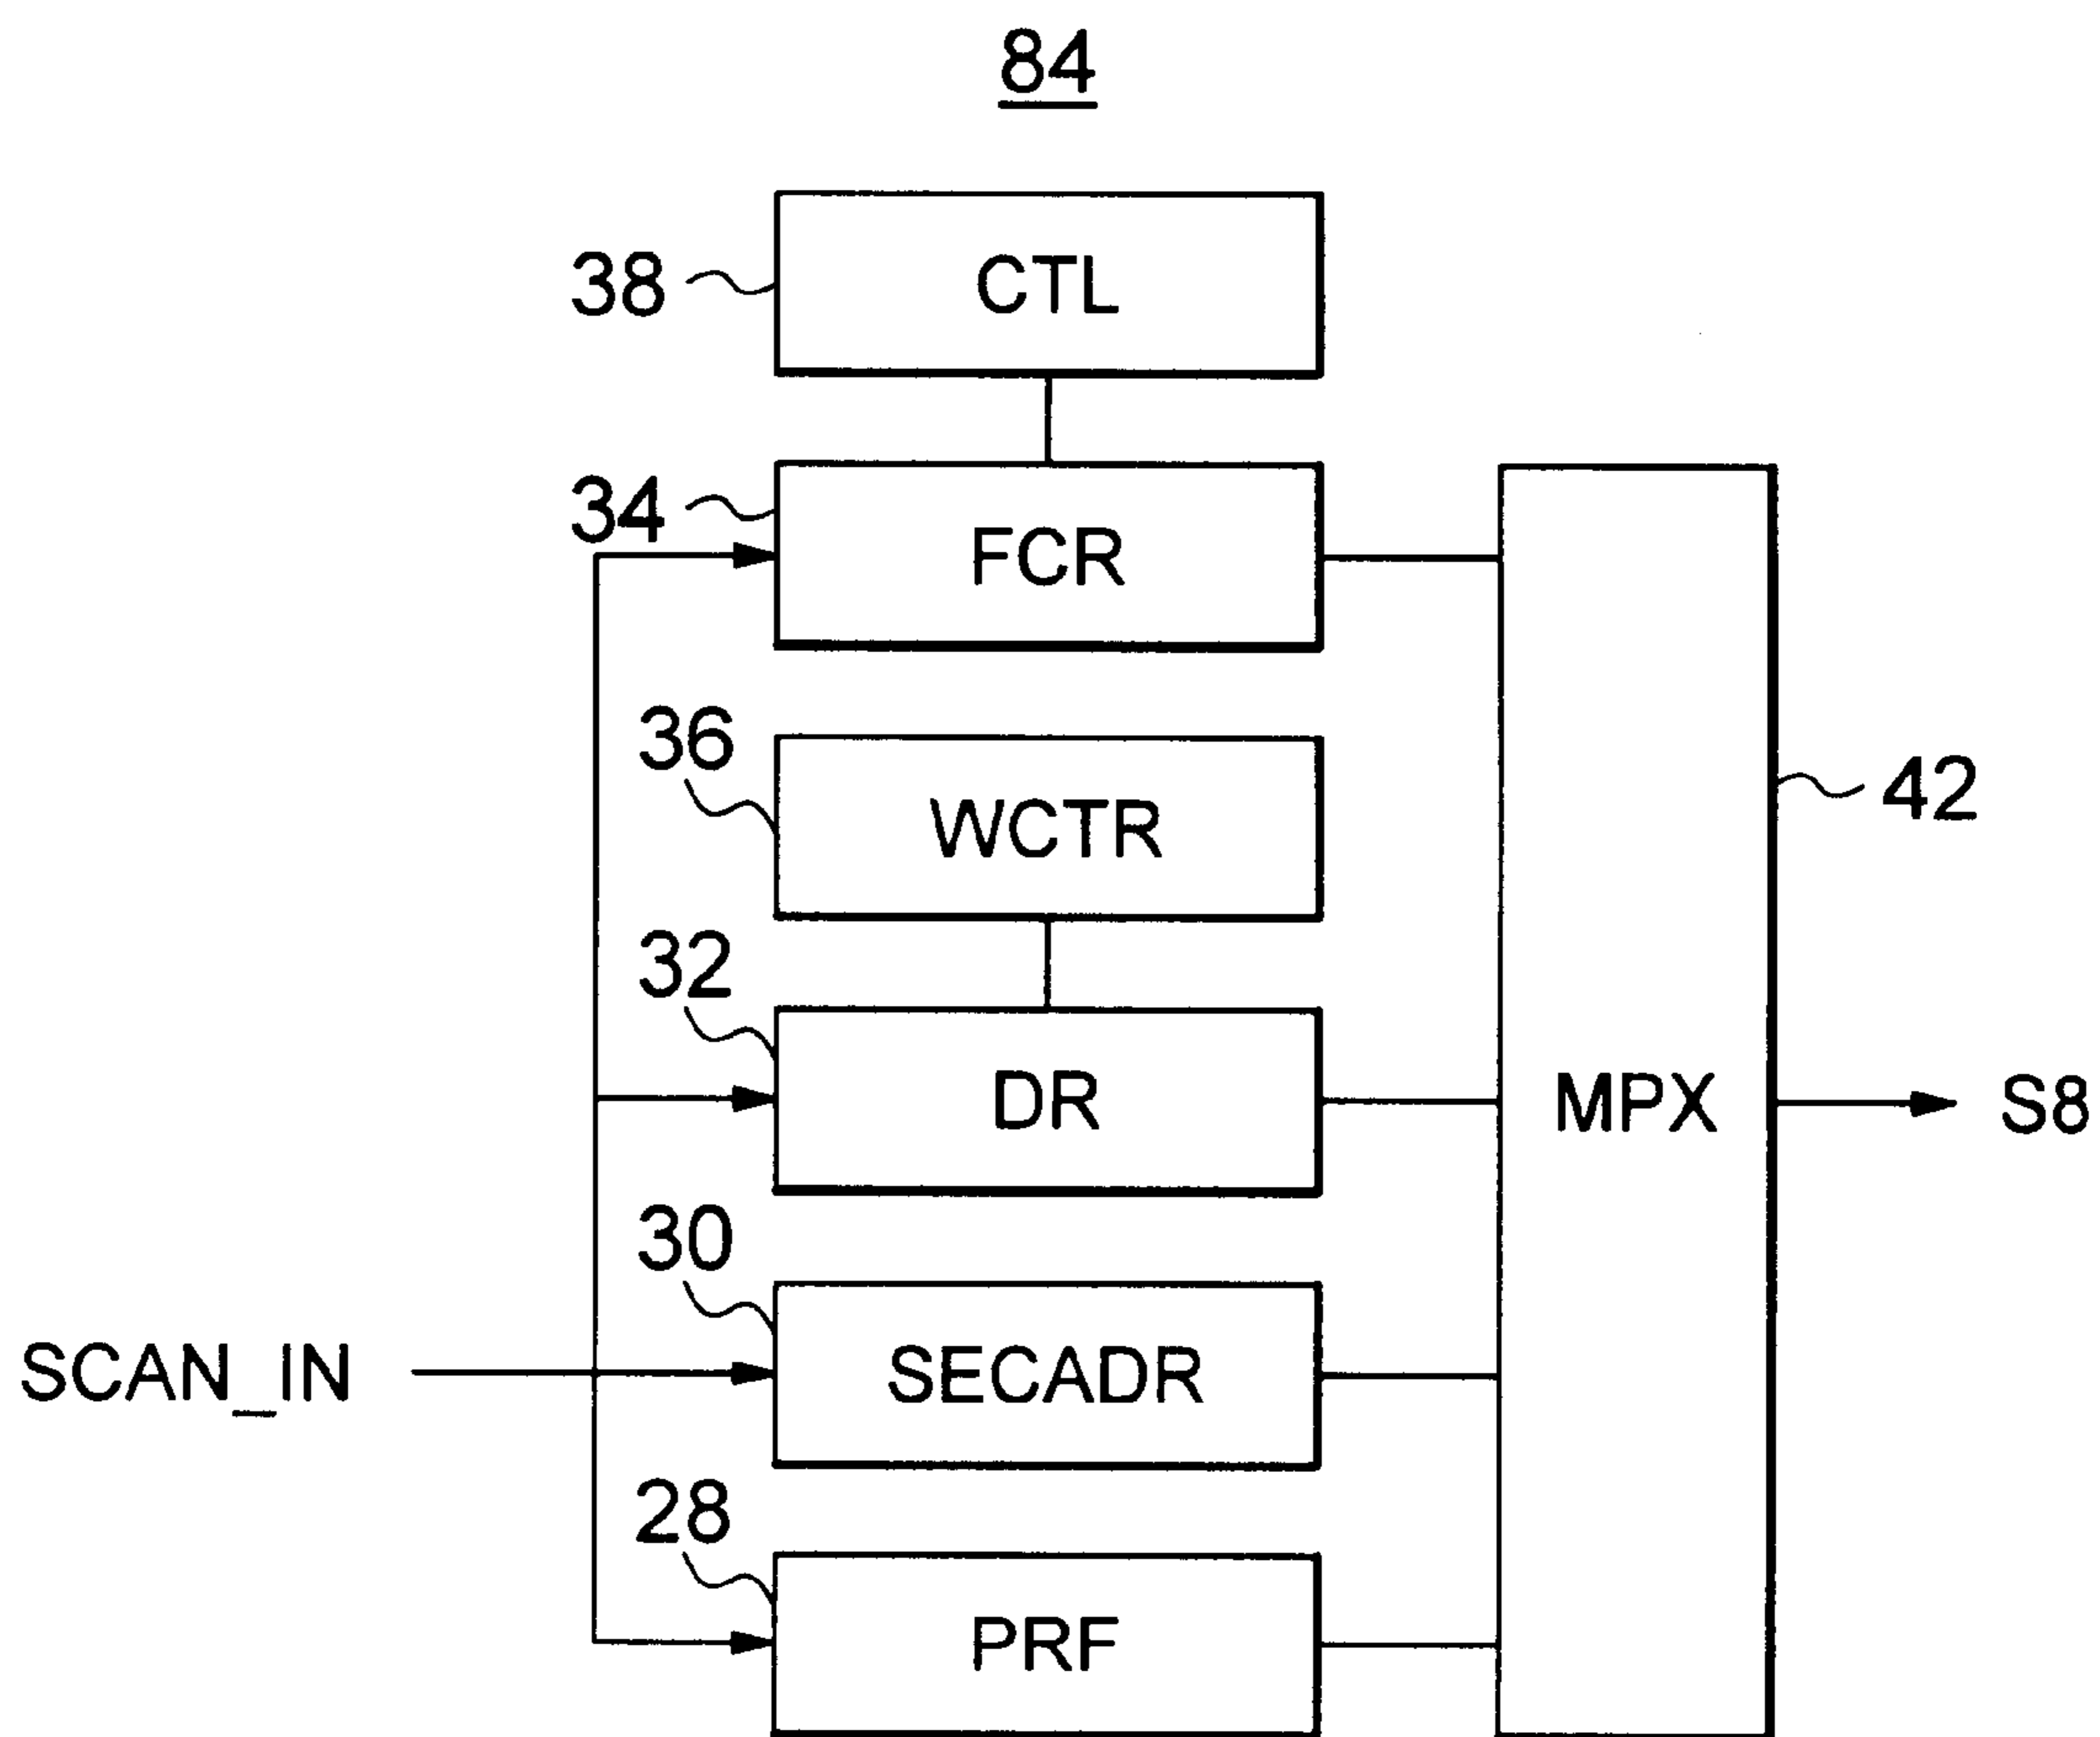 84
38
CTL
34
FCR
36
WCTR
42
32
DR
MPX
S8
30
SECADR
SCAN_IN
28
PRF